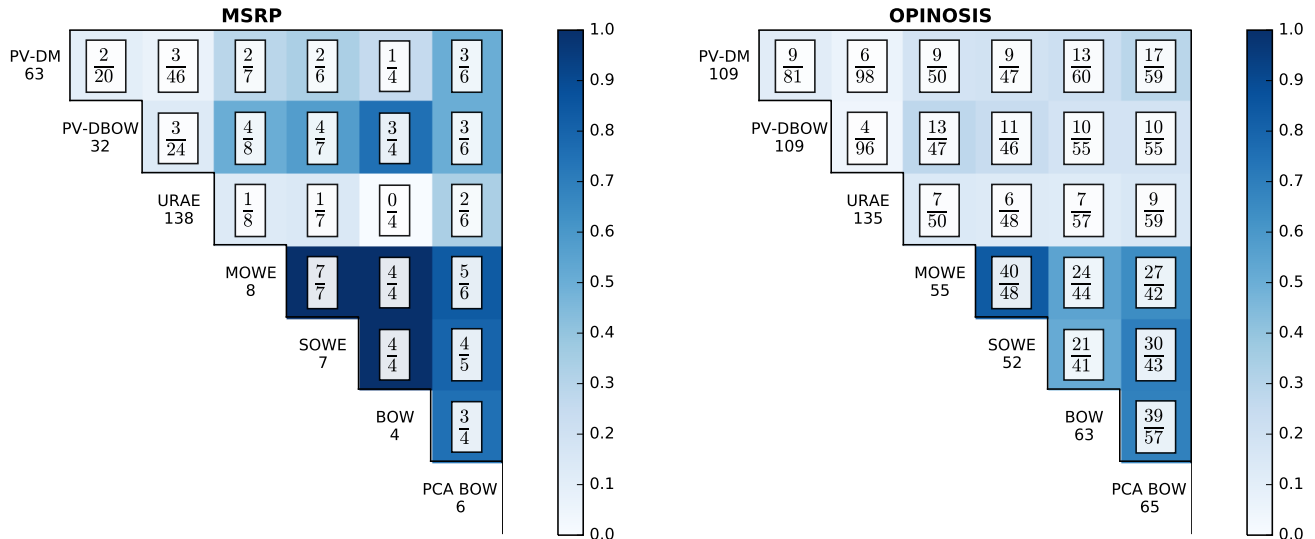 MSRP
PV-DM
63
2/20 3/46 2/7 2/6 1/4 3/6
PV-DBOW
32
3/24 4/8 4/7 3/4 3/6
URAE
138
1/8 1/7 0/4 2/6
MOWE
8
7/7 4/4 5/6
SOWE
7
4/4 4/5
BOW
4
3/4
PCA BOW
6
1.0
0.9
0.8
0.7
0.6
0.5
0.4
0.3
0.2
0.1
0.0
OPINOSIS
PV-DM
109
9/81 6/98 9/50 9/47 13/60 17/59
PV-DBOW
109
4/96 13/47 11/46 10/55 10/55
URAE
135
7/50 6/48 7/57 9/59
MOWE
55
40/48 24/44 27/42
SOWE
52
21/41 30/43
BOW
63
39/57
PCA BOW
65
1.0
0.9
0.8
0.7
0.6
0.5
0.4
0.3
0.2
0.1
0.0